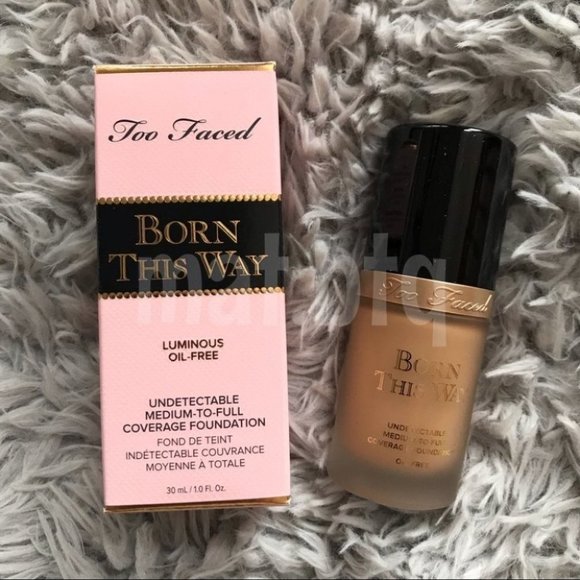 Too Faced
BORN
THIS WAY
LUMINOUS
OIL-FREE
UNDETECTABLE
MEDIUM-TO-FULL
COVERAGE FOUNDATION
FOND DE TEINT
INDÉTECTABLE COUVRANCE
MOYENNE À TOTALE
30 mL / 1.0 FL. OZ.
Too Faced
BORN
THIS WAY
UNDETECTABLE
MEDIUM-TO-FULL
COVERAGE FOUNDATION
OIL-FREE